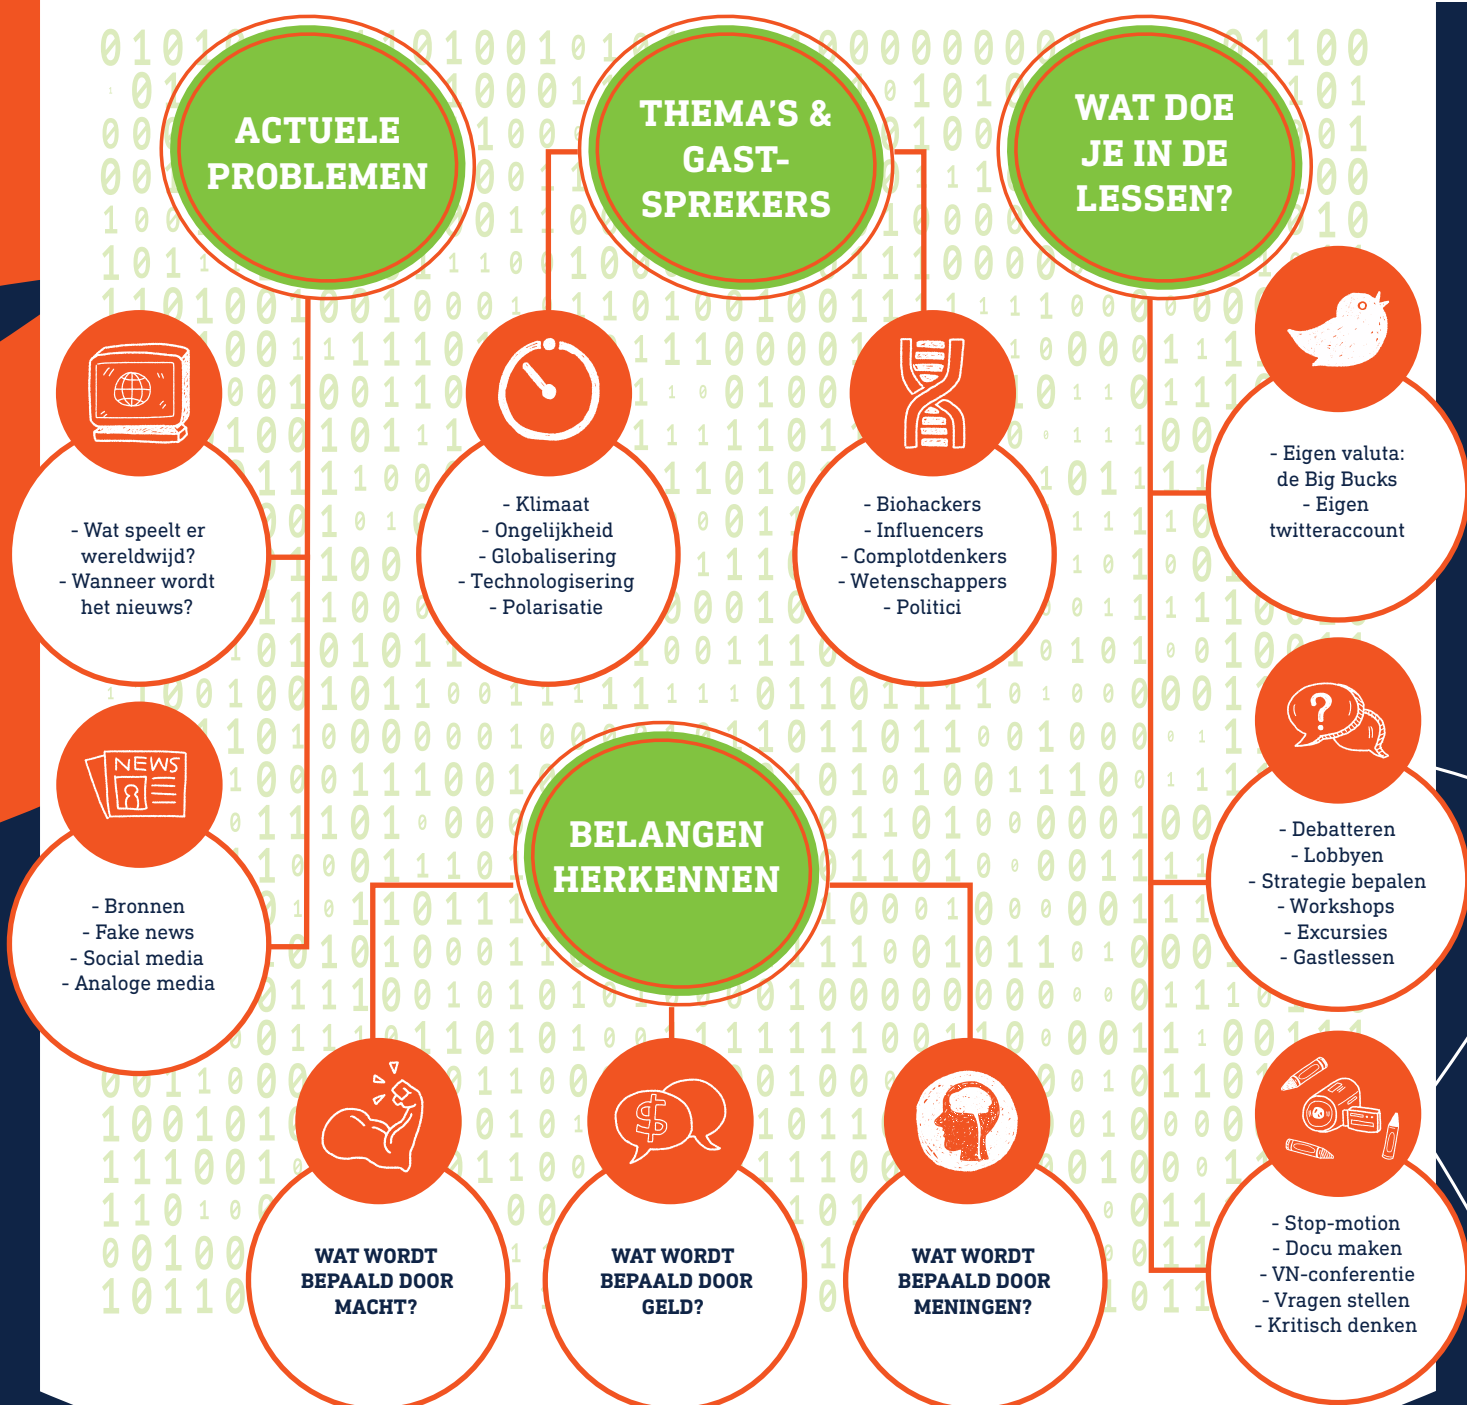 ACTUELE
PROBLEMEN
- Wat speelt er
wereldwijd?
- Wanneer wordt
het nieuws?
NEWS
- Bronnen
- Fake news
- Social media
- Analoge media
THEMA'S &
GAST-
SPREKERS
- Klimaat
- Ongelijkheid
- Globalisering
- Technologisering
- Polarisatie
- Biohackers
- Influencers
- Complotdenkers
- Wetenschappers
- Politici
WAT DOE
JE IN DE
LESSEN?
- Eigen valuta:
de Big Bucks
- Eigen
twitteraccount
?
- Debatteren
- Lobbyen
- Strategie bepalen
- Workshops
- Excursies
- Gastlessen
- Stop-motion
- Docu maken
- VN-conferentie
- Vragen stellen
- Kritisch denken
BELANGEN
HERKENNEN
WAT WORDT
BEPAALD DOOR
MACHT?
$
WAT WORDT
BEPAALD DOOR
GELD?
WAT WORDT
BEPAALD DOOR
MENINGEN?